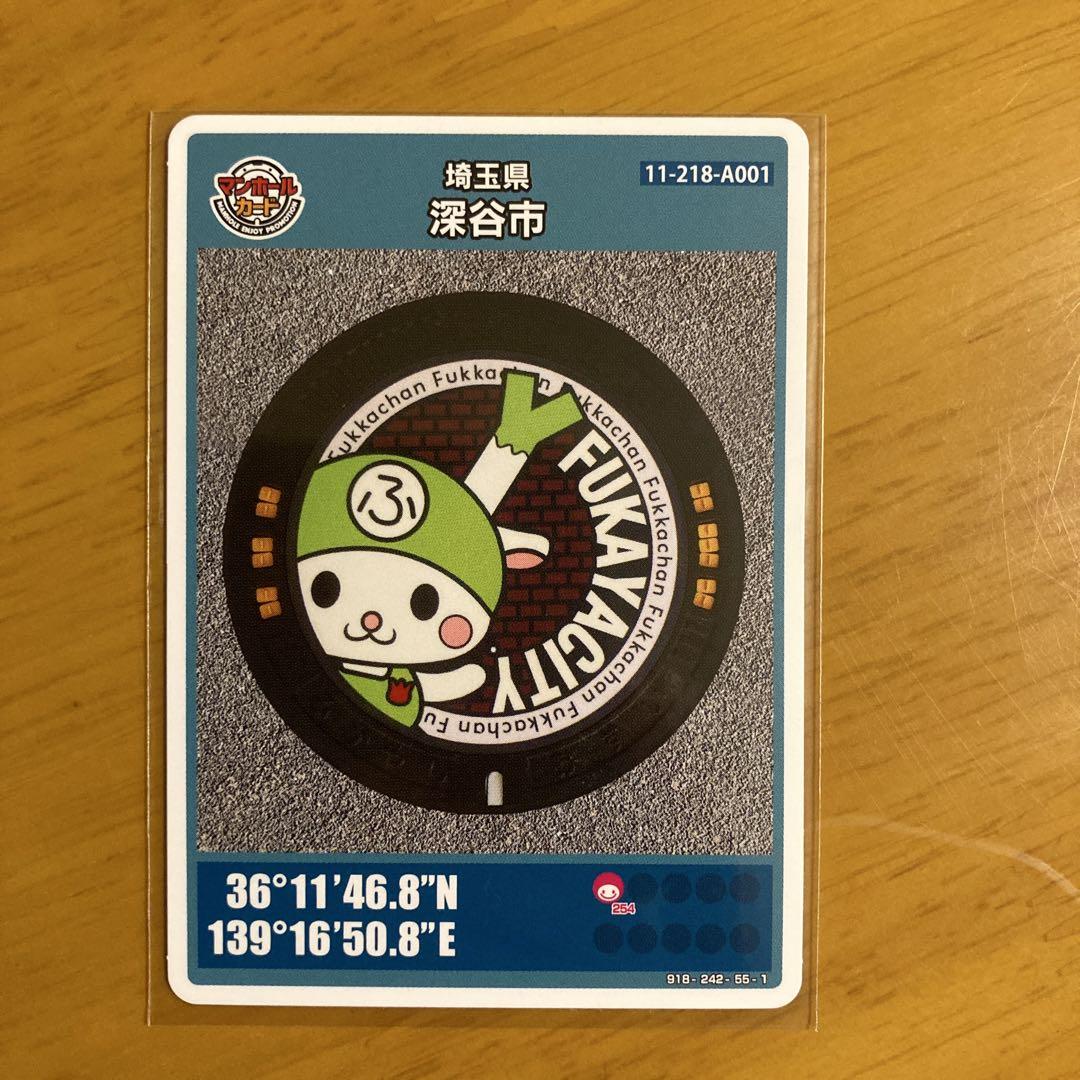 マンホール
カード
MANHOLE ENJOY PROMOTION
埼玉県
深谷市
11-218-A001
Fukkachan Fukkachan Fukkachan Fukkachan Fukkachan Fukkachan Fukkachan Fu
FUKAYACITY
ふ
36°11'46.8"N
139°16'50.8"E
254
918- 242- 55- 1